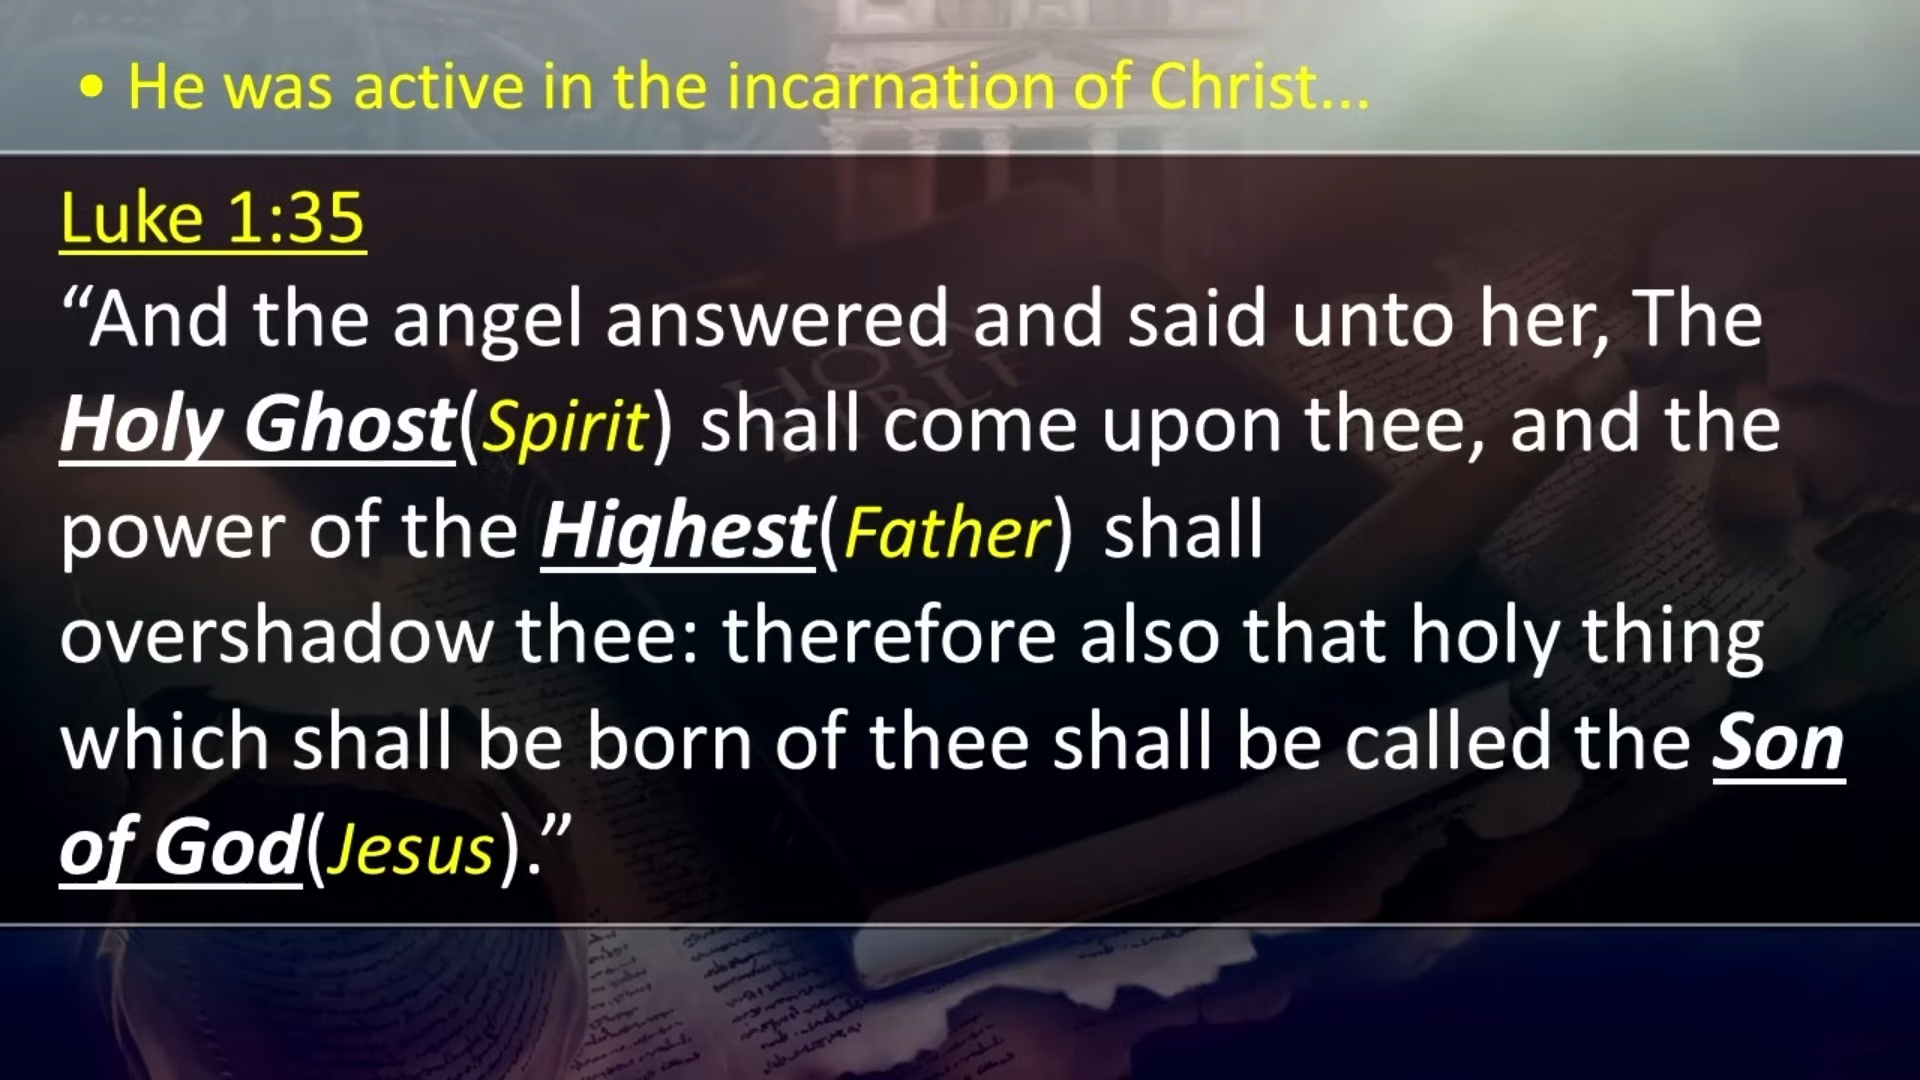 • He was active in the incarnation of Christ...
Luke 1:35
“And the angel answered and said unto her, The
Holy Ghost(Spirit) shall come upon thee, and the
power of the Highest(Father) shall
overshadow thee: therefore also that holy thing
which shall be born of thee shall be called the Son
of God(Jesus).”
HOLY
BIBLE